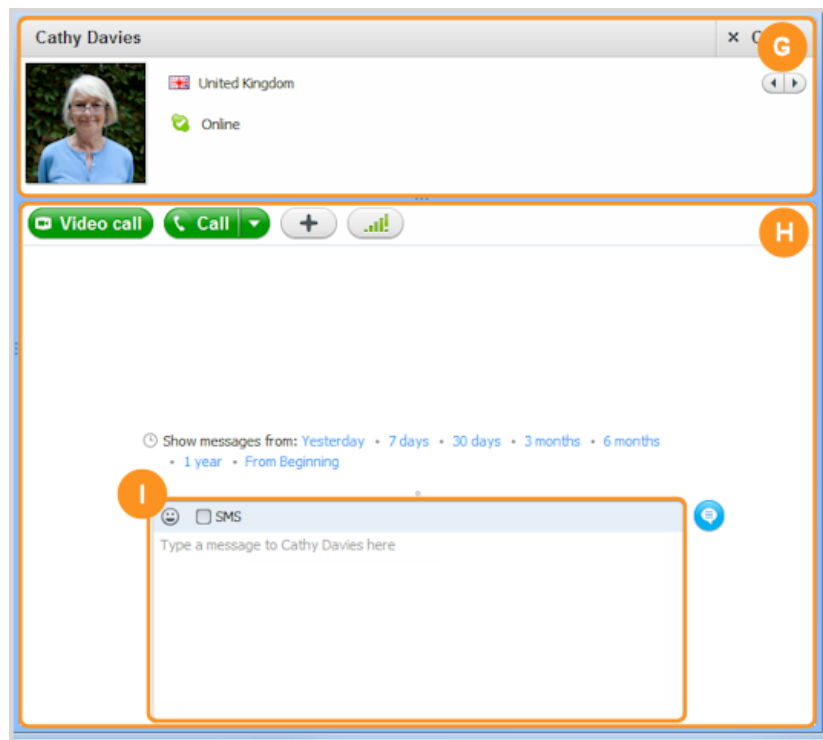 Cathy Davies
G
United Kingdom
Online
Video call
Call
H
Show messages from: Yesterday • 7 days • 30 days • 3 months • 6 months
• 1 year • From Beginning
I
SMS
Type a message to Cathy Davies here